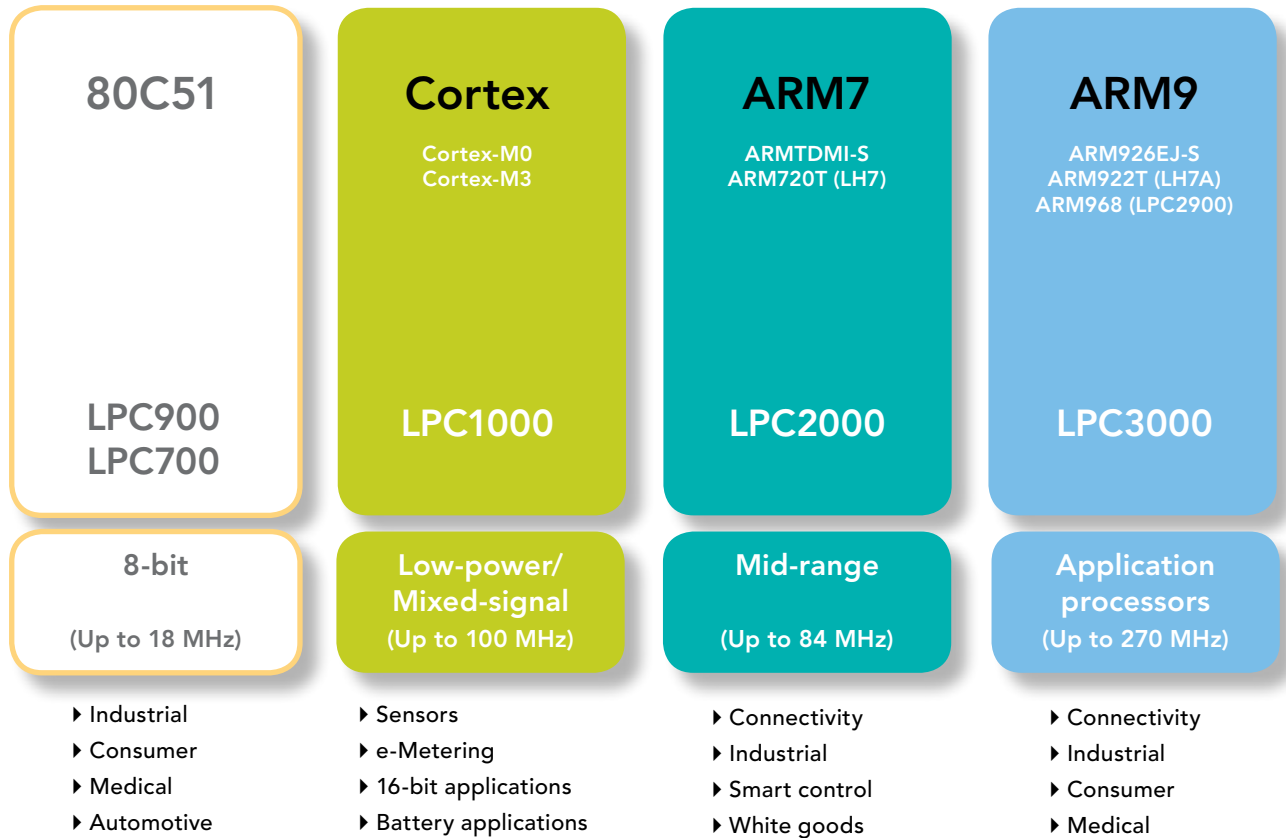 80C51
LPC900
LPC700
8-bit
(Up to 18 MHz)
Industrial
Consumer
Medical
Automotive
Cortex
Cortex-M0
Cortex-M3
LPC1000
Low-power/
Mixed-signal
(Up to 100 MHz)
Sensors
e-Metering
16-bit applications
Battery applications
ARM7
ARMTDMI-S
ARM720T (LH7)
LPC2000
Mid-range
(Up to 84 MHz)
Connectivity
Industrial
Smart control
White goods
ARM9
ARM926EJ-S
ARM922T (LH7A)
ARM968 (LPC2900)
LPC3000
Application
processors
(Up to 270 MHz)
Connectivity
Industrial
Consumer
Medical